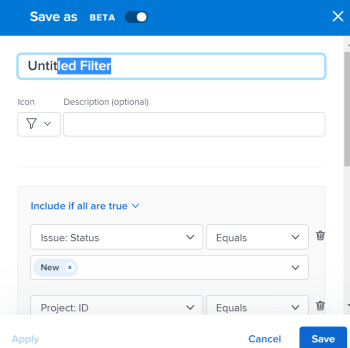 Save as BETA
Untitled Filter
Icon Description (optional)
Include if all are true
Issue: Status Equals
New ×
Project: ID Equals
Apply Cancel Save